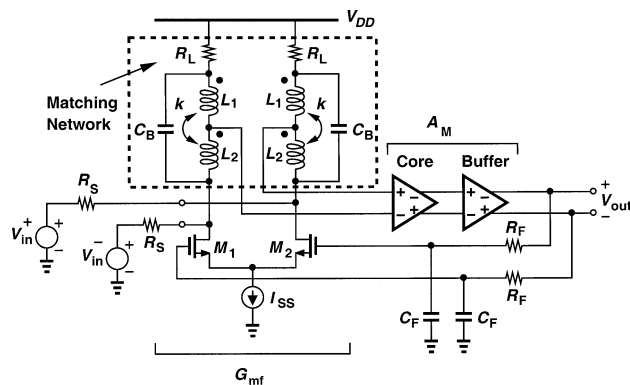 V_DD
R_L R_L
Matching
Network
C_B k L_1 L_1 k C_B
L_2 L_2
A_M
Core Buffer
R_S
+ − + −
− + − +
+
V_out
−
V_in^+ + −
R_S
V_in^- + −
M_1 M_2
R_F
R_F
I_SS
C_F C_F
G_mf